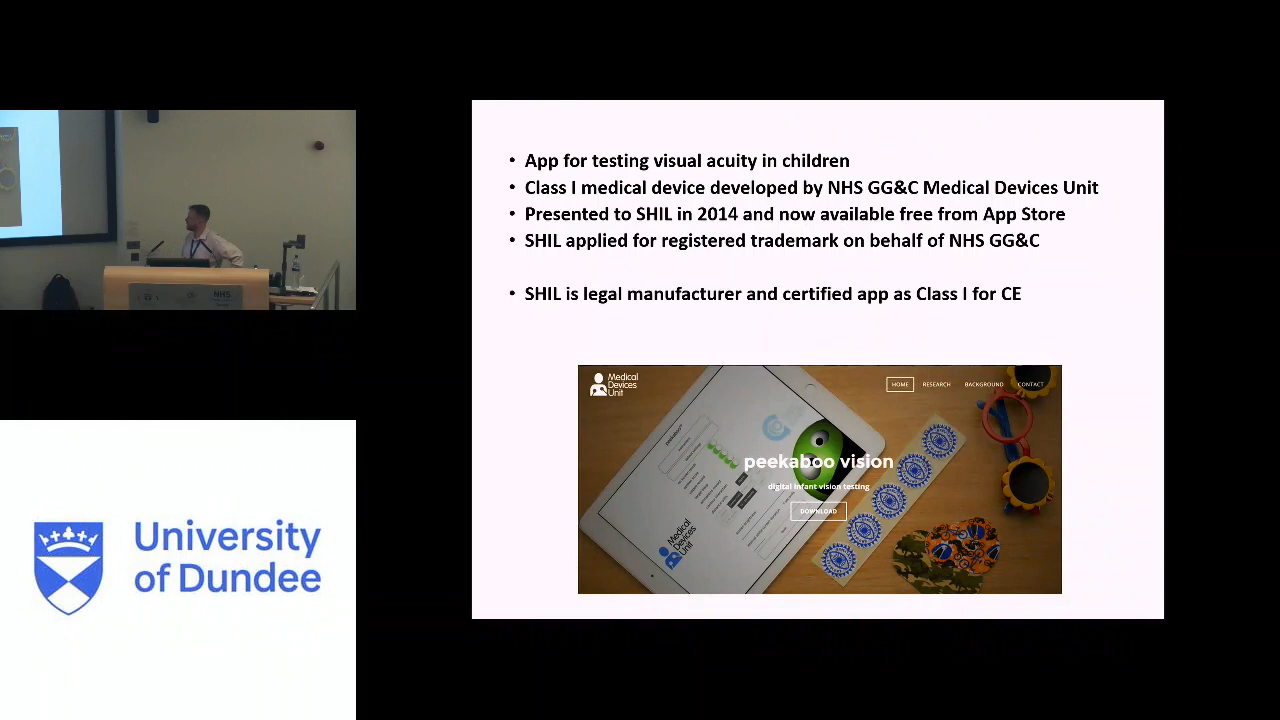 App for testing visual acuity in children
Class I medical device developed by NHS GG&C Medical Devices Unit
Presented to SHIL in 2014 and now available free from App Store
SHIL applied for registered trademark on behalf of NHS GG&C
SHIL is legal manufacturer and certified app as Class I for CE
Medical
Devices
Unit
HOME RESEARCH BACKGROUND CONTACT
peekaboo vision
digital infant vision testing
DOWNLOAD
Medical
Devices
Unit
NHS
University
of Dundee